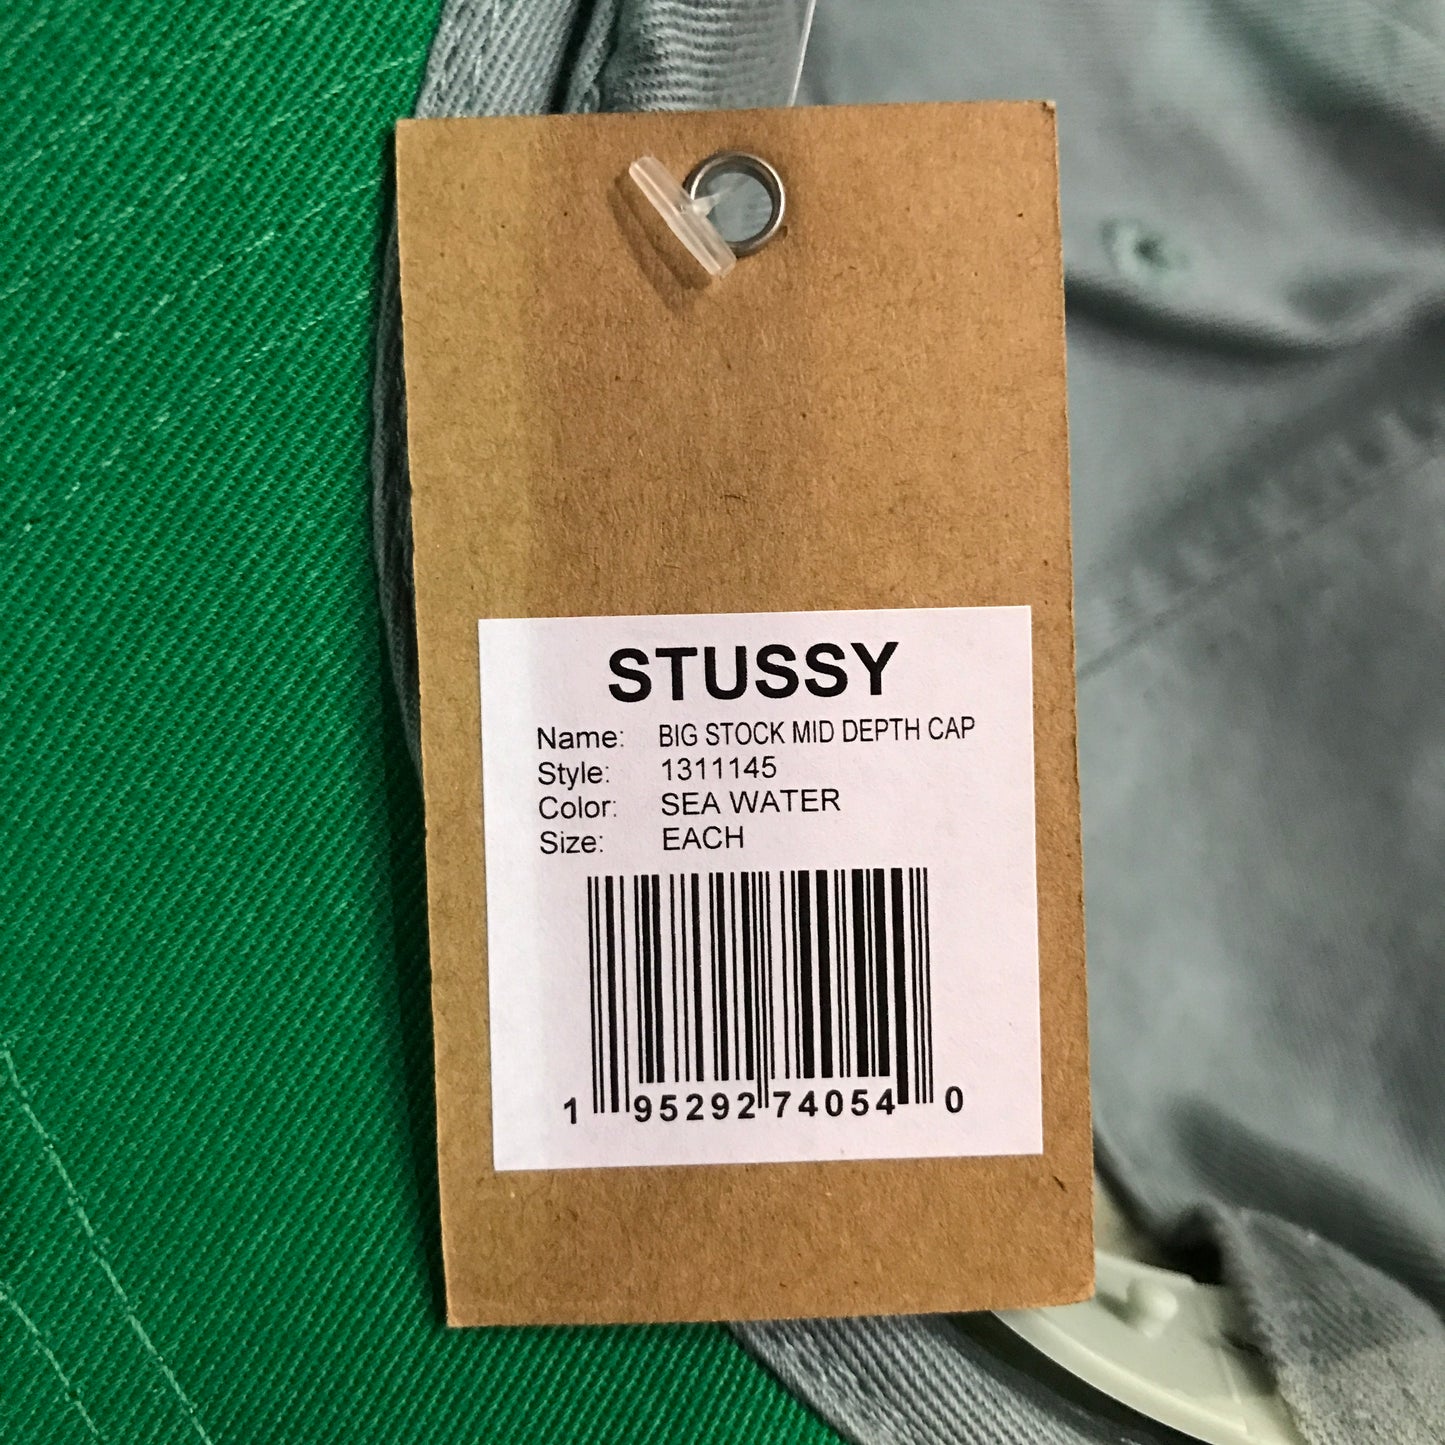 STUSSY
Name: BIG STOCK MID DEPTH CAP
Style: 1311145
Color: SEA WATER
Size: EACH
1 95292 74054 0